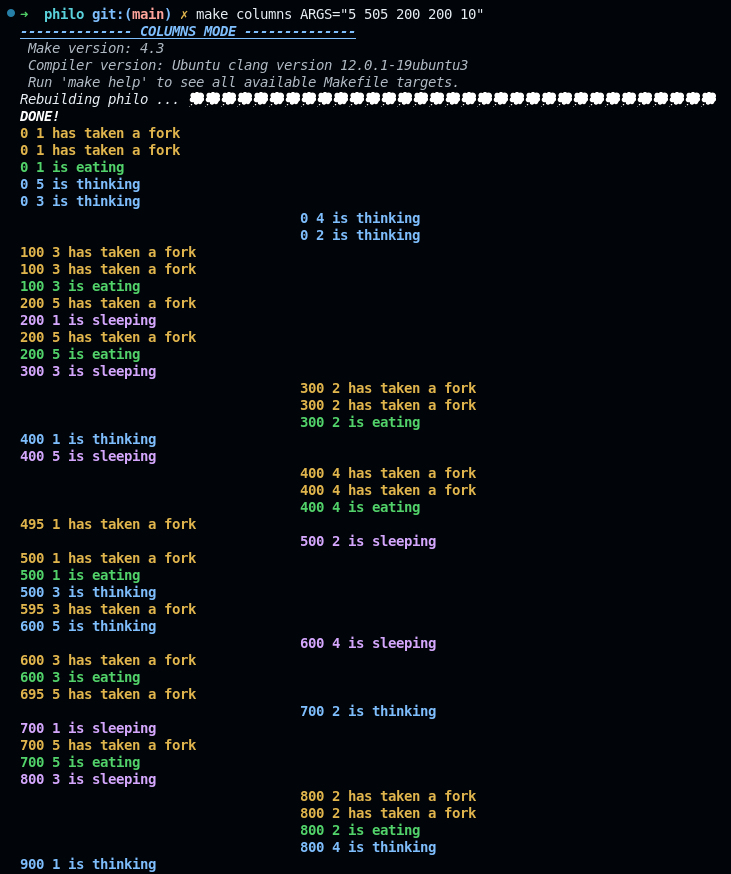 ➜ philo git:(main) ✗ make columns ARGS="5 505 200 200 10"
-------------- COLUMNS MODE --------------
Make version: 4.3
Compiler version: Ubuntu clang version 12.0.1-19ubuntu3
Run 'make help' to see all available Makefile targets.
Rebuilding philo ...
DONE!
0 1 has taken a fork
0 1 has taken a fork
0 1 is eating
0 5 is thinking
0 3 is thinking
0 4 is thinking
0 2 is thinking
100 3 has taken a fork
100 3 has taken a fork
100 3 is eating
200 5 has taken a fork
200 1 is sleeping
200 5 has taken a fork
200 5 is eating
300 3 is sleeping
300 2 has taken a fork
300 2 has taken a fork
300 2 is eating
400 1 is thinking
400 5 is sleeping
400 4 has taken a fork
400 4 has taken a fork
400 4 is eating
495 1 has taken a fork
500 2 is sleeping
500 1 has taken a fork
500 1 is eating
500 3 is thinking
595 3 has taken a fork
600 5 is thinking
600 4 is sleeping
600 3 has taken a fork
600 3 is eating
695 5 has taken a fork
700 2 is thinking
700 1 is sleeping
700 5 has taken a fork
700 5 is eating
800 3 is sleeping
800 2 has taken a fork
800 2 has taken a fork
800 2 is eating
800 4 is thinking
900 1 is thinking